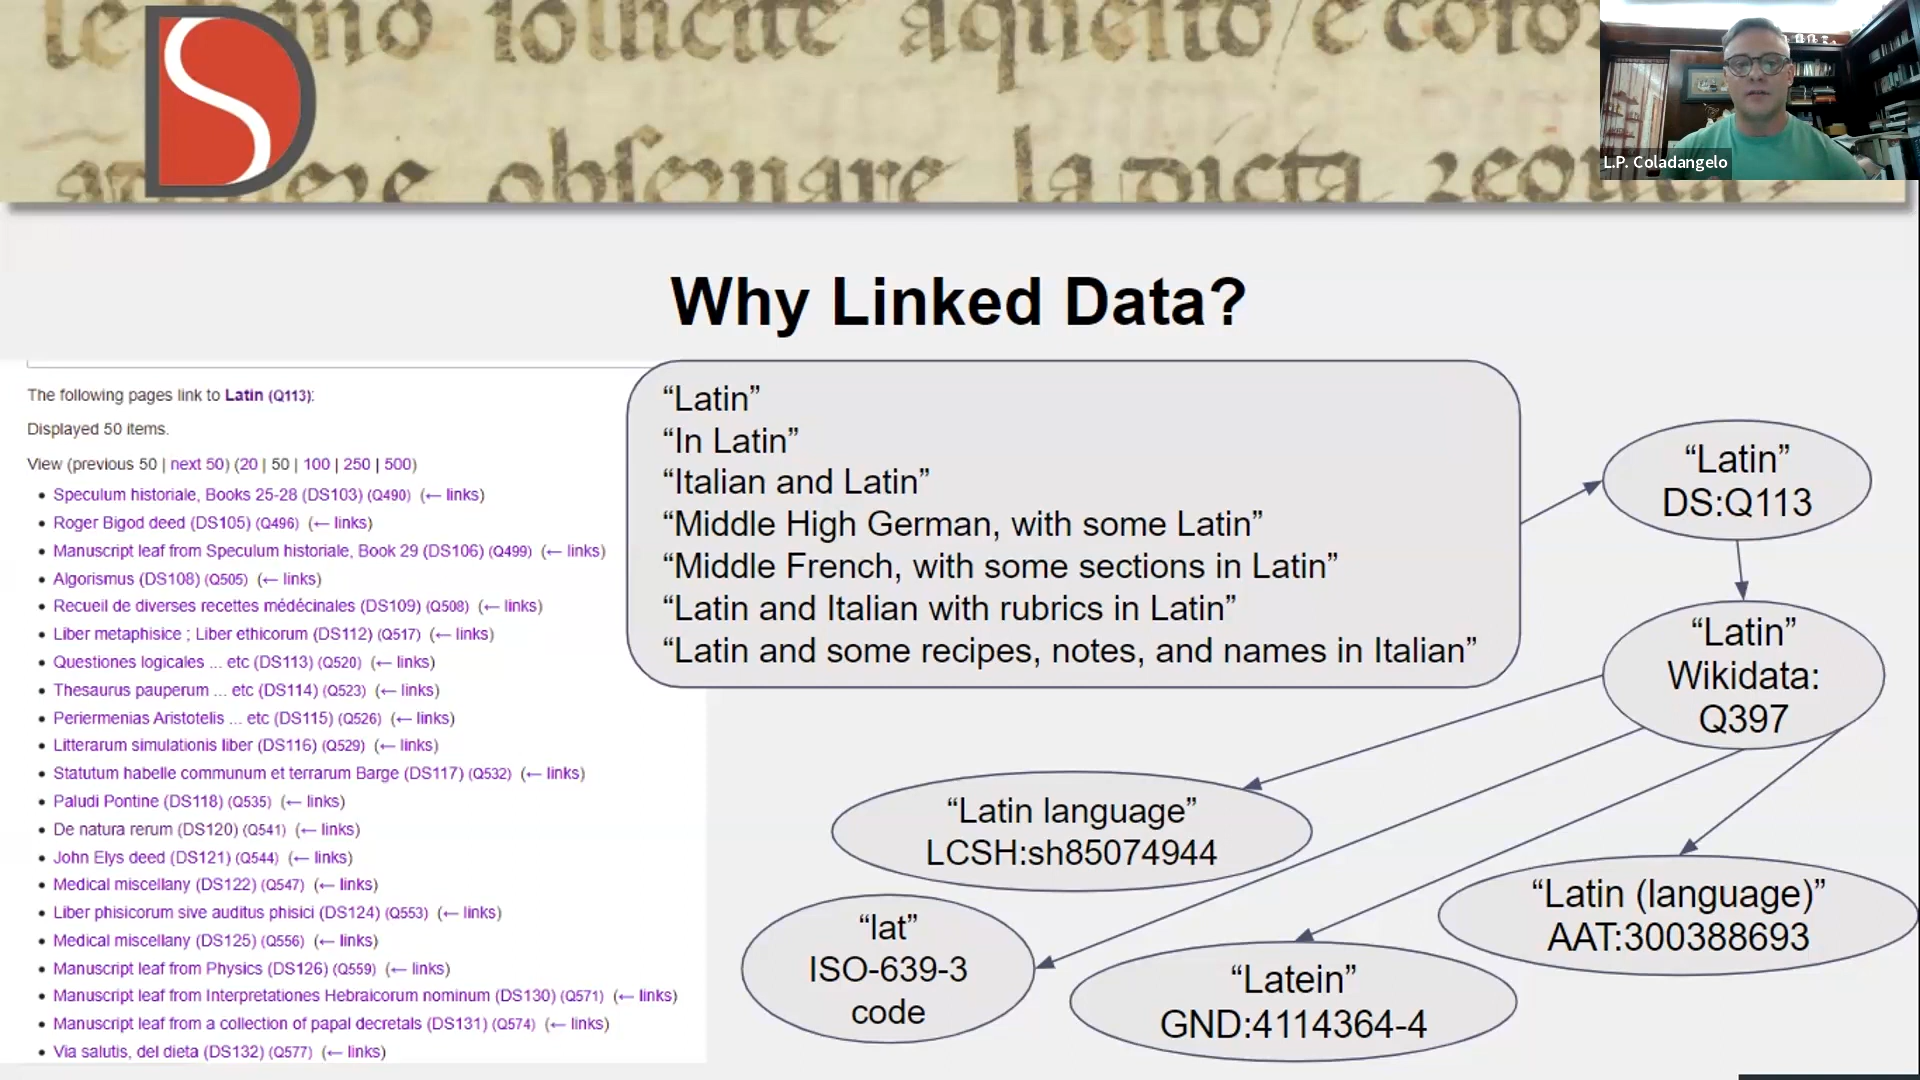 le
iollicite
aqueito
e coroz
obseruare la dicta
L.P. Coladangelo
Why Linked Data?
The following pages link to Latin (Q113):
Displayed 50 items.
View (previous 50 | next 50) (20 | 50 | 100 | 250 | 500)
• Speculum historiale, Books 25-28 (DS103) (Q490) (← links)
• Roger Bigod deed (DS105) (Q496) (← links)
• Manuscript leaf from Speculum historiale, Book 29 (DS106) (Q499) (← links)
• Algorismus (DS108) (Q505) (← links)
• Recueil de diverses recettes médécinales (DS109) (Q508) (← links)
• Liber metaphisice ; Liber ethicorum (DS112) (Q517) (← links)
• Questiones logicales ... etc (DS113) (Q520) (← links)
• Thesaurus pauperum ... etc (DS114) (Q523) (← links)
• Periermenias Aristotelis ... etc (DS115) (Q526) (← links)
• Litterarum simulationis liber (DS116) (Q529) (← links)
• Statutum habelle communum et terrarum Barge (DS117) (Q532) (← links)
• Paludi Pontine (DS118) (Q535) (← links)
• De natura rerum (DS120) (Q541) (← links)
• John Elys deed (DS121) (Q544) (← links)
• Medical miscellany (DS122) (Q547) (← links)
• Liber phisicorum sive auditus phisici (DS124) (Q553) (← links)
• Medical miscellany (DS125) (Q556) (← links)
• Manuscript leaf from Physics (DS126) (Q559) (← links)
• Manuscript leaf from Interpretationes Hebraicorum nominum (DS130) (Q571) (← links)
• Manuscript leaf from a collection of papal decretals (DS131) (Q574) (← links)
• Via salutis, del dieta (DS132) (Q577) (← links)
“Latin”
“In Latin”
“Italian and Latin”
“Middle High German, with some Latin”
“Middle French, with some sections in Latin”
“Latin and Italian with rubrics in Latin”
“Latin and some recipes, notes, and names in Italian”
“Latin”
DS:Q113
“Latin”
Wikidata:
Q397
“Latin language”
LCSH:sh85074944
“lat”
ISO-639-3
code
“Latein”
GND:4114364-4
“Latin (language)”
AAT:300388693